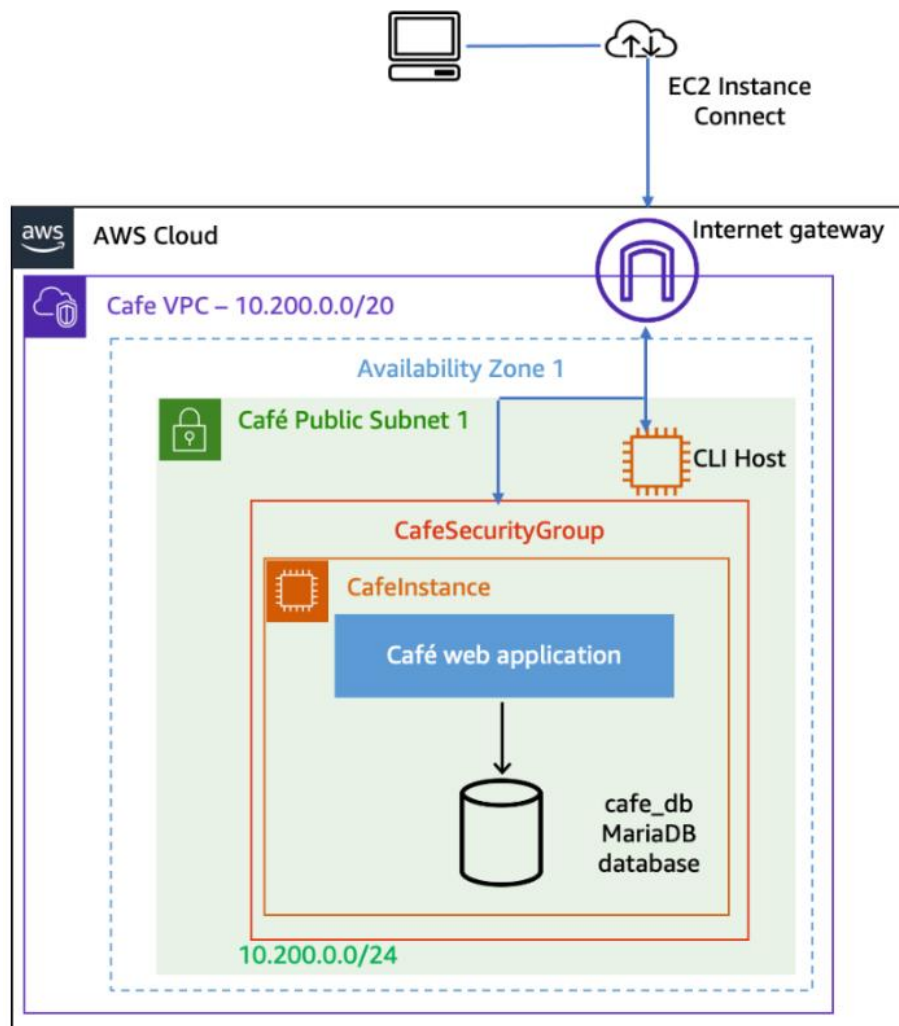 EC2 Instance
Connect
aws
AWS Cloud
Internet gateway
Cafe VPC – 10.200.0.0/20
Availability Zone 1
Café Public Subnet 1
CLI Host
CafeSecurityGroup
CafeInstance
Café web application
cafe_db
MariaDB
database
10.200.0.0/24